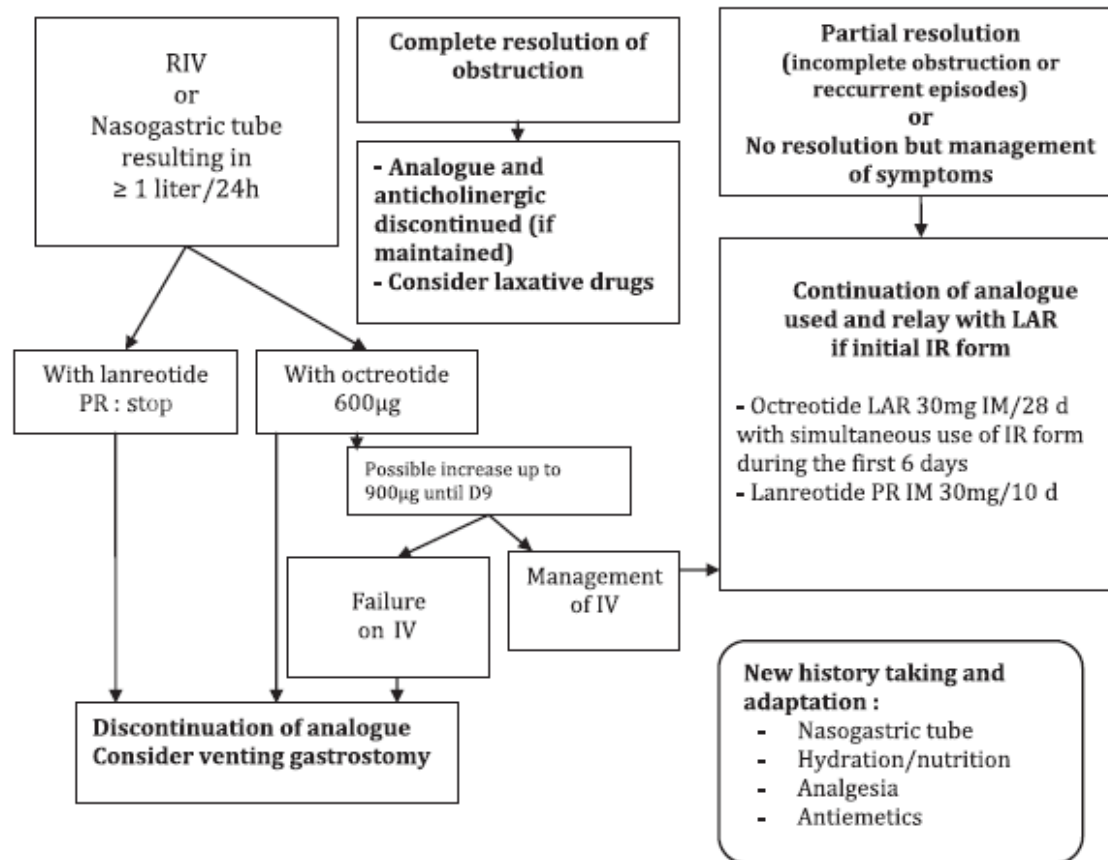 RIV
or
Nasogastric tube
resulting in
≥ 1 liter/24h
Complete resolution of
obstruction
- Analogue and
anticholinergic
discontinued (if
maintained)
- Consider laxative drugs
Partial resolution
(incomplete obstruction or
reccurrent episodes)
or
No resolution but management
of symptoms
Continuation of analogue
used and relay with LAR
if initial IR form
- Octreotide LAR 30mg IM/28 d
with simultaneous use of IR form
during the first 6 days
- Lanreotide PR IM 30mg/10 d
With lanreotide
PR : stop
With octreotide
600µg
Possible increase up to
900µg until D9
Failure
on IV
Management
of IV
Discontinuation of analogue
Consider venting gastrostomy
New history taking and
adaptation :
- Nasogastric tube
- Hydration/nutrition
- Analgesia
- Antiemetics